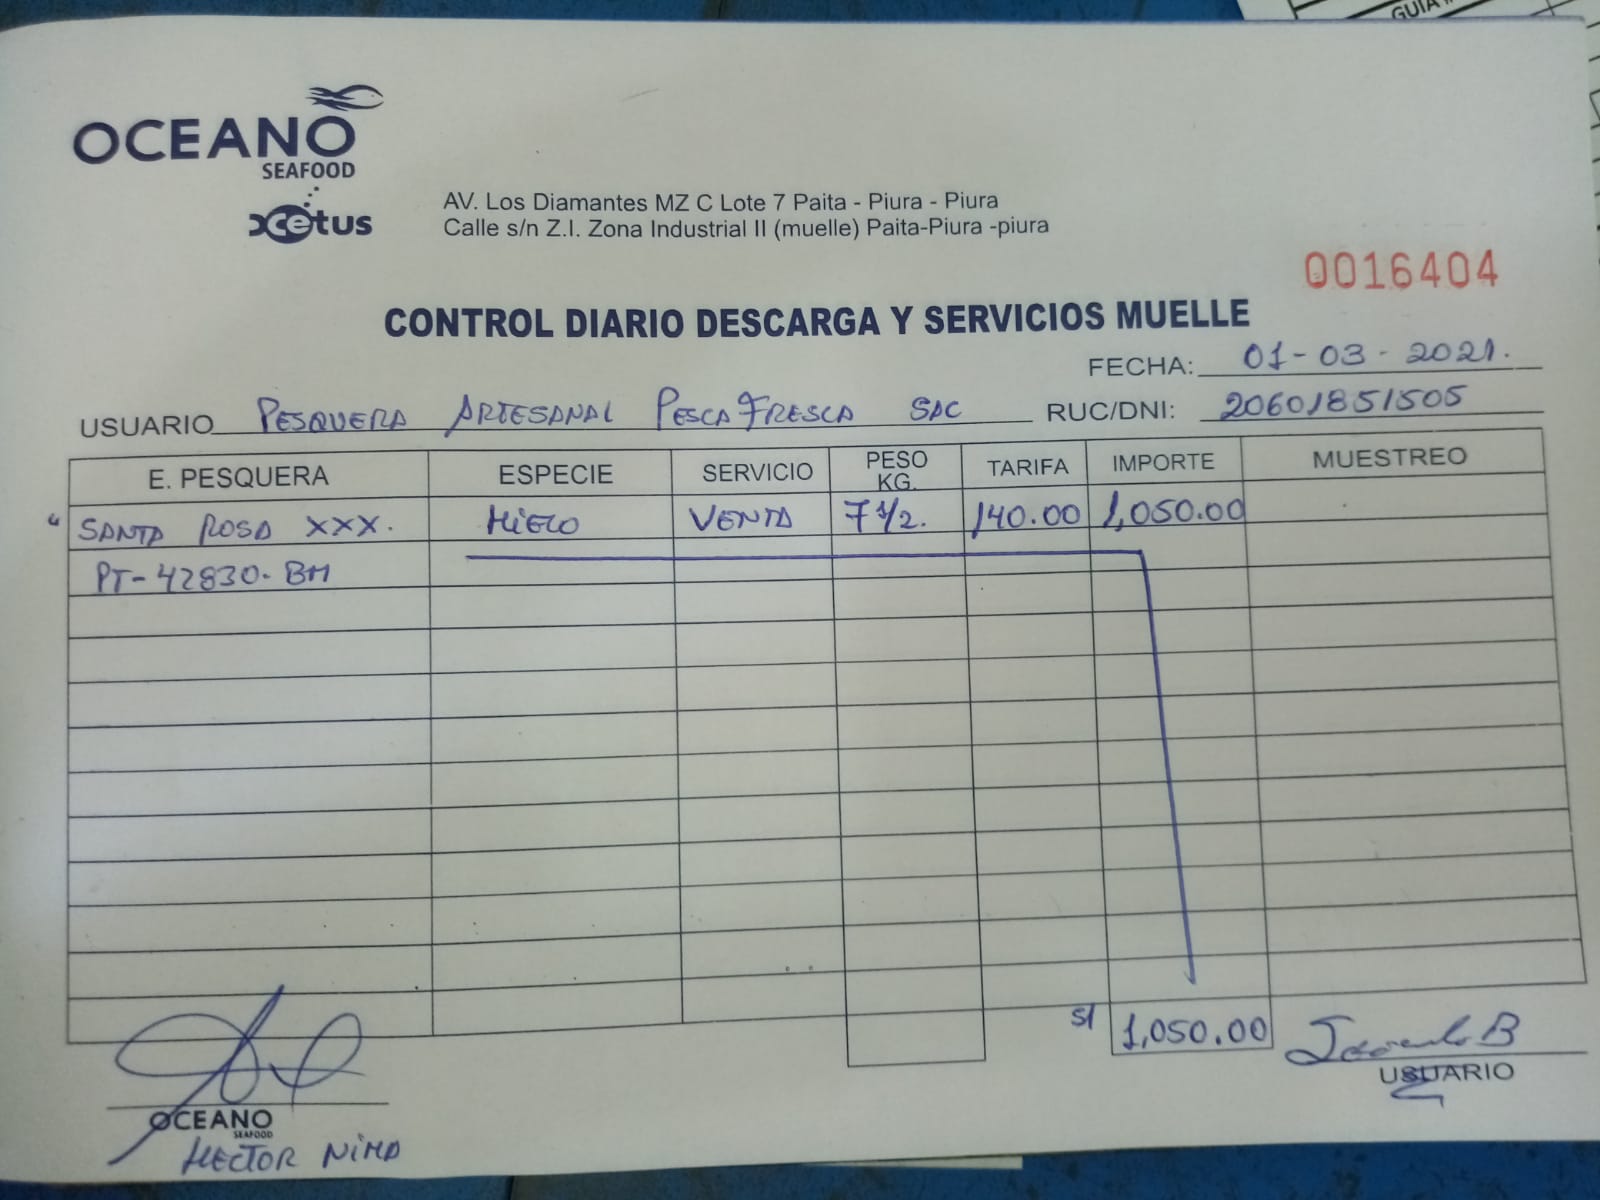 GUIA
OCEANO
SEAFOOD
xcetus
AV. Los Diamantes MZ C Lote 7 Paita - Piura - Piura
Calle s/n Z.I. Zona Industrial II (muelle) Paita-Piura -piura
0016404
CONTROL DIARIO DESCARGA Y SERVICIOS MUELLE
FECHA: 01-03-2021.
USUARIO PESQUERA ARTESANAL PESCA FRESCA SAC RUC/DNI: 20601851505
E. PESQUERA ESPECIE SERVICIO PESO KG. TARIFA IMPORTE MUESTREO
" SANTA ROSA XXX. HiELO VENTA 7 1/2. 140.00 1,050.00
PT-42830-BM
S/ 1,050.00
USUARIO
OCEANO
SEAFOOD
HECTOR NiMA